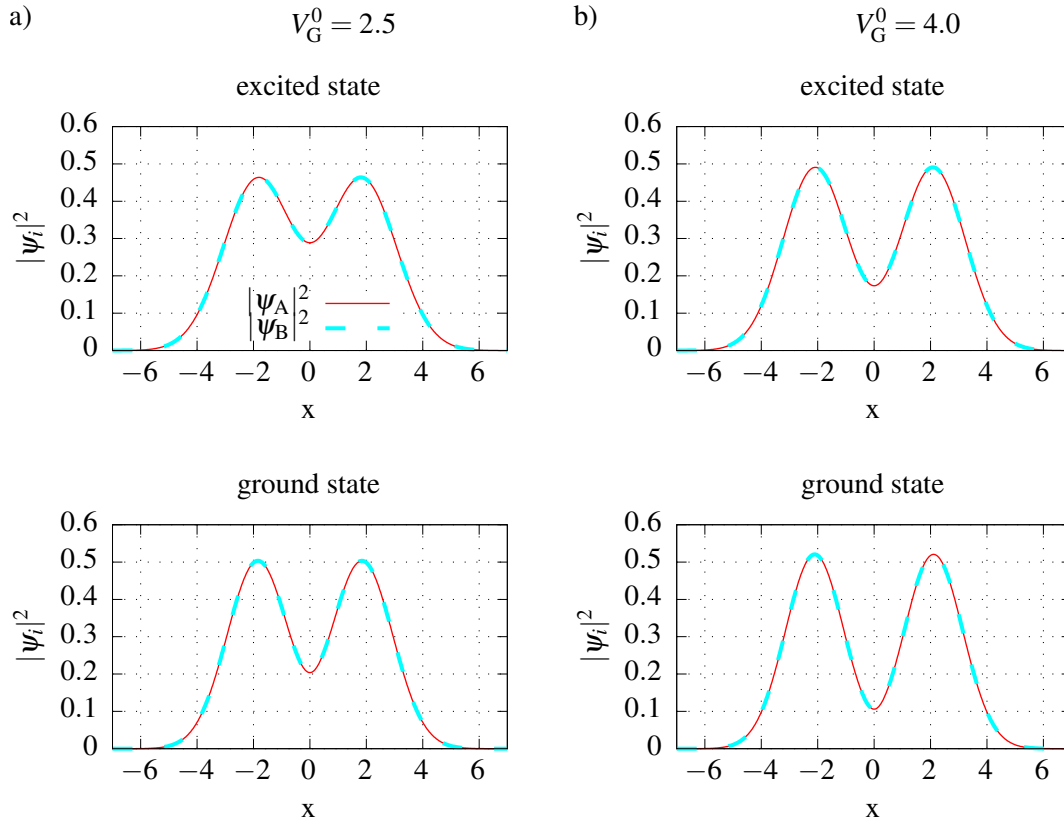 a)
V_G^0 = 2.5
excited state
0.6
0.5
0.4
0.3
0.2
0.1
0
|ψ_i|^2
|ψ_A|^2
|ψ_B|^2
−6 −4 −2 0 2 4 6
x
ground state
0.6
0.5
0.4
0.3
0.2
0.1
0
|ψ_i|^2
−6 −4 −2 0 2 4 6
x
b)
V_G^0 = 4.0
excited state
0.6
0.5
0.4
0.3
0.2
0.1
0
|ψ_i|^2
−6 −4 −2 0 2 4 6
x
ground state
0.6
0.5
0.4
0.3
0.2
0.1
0
|ψ_i|^2
−6 −4 −2 0 2 4 6
x